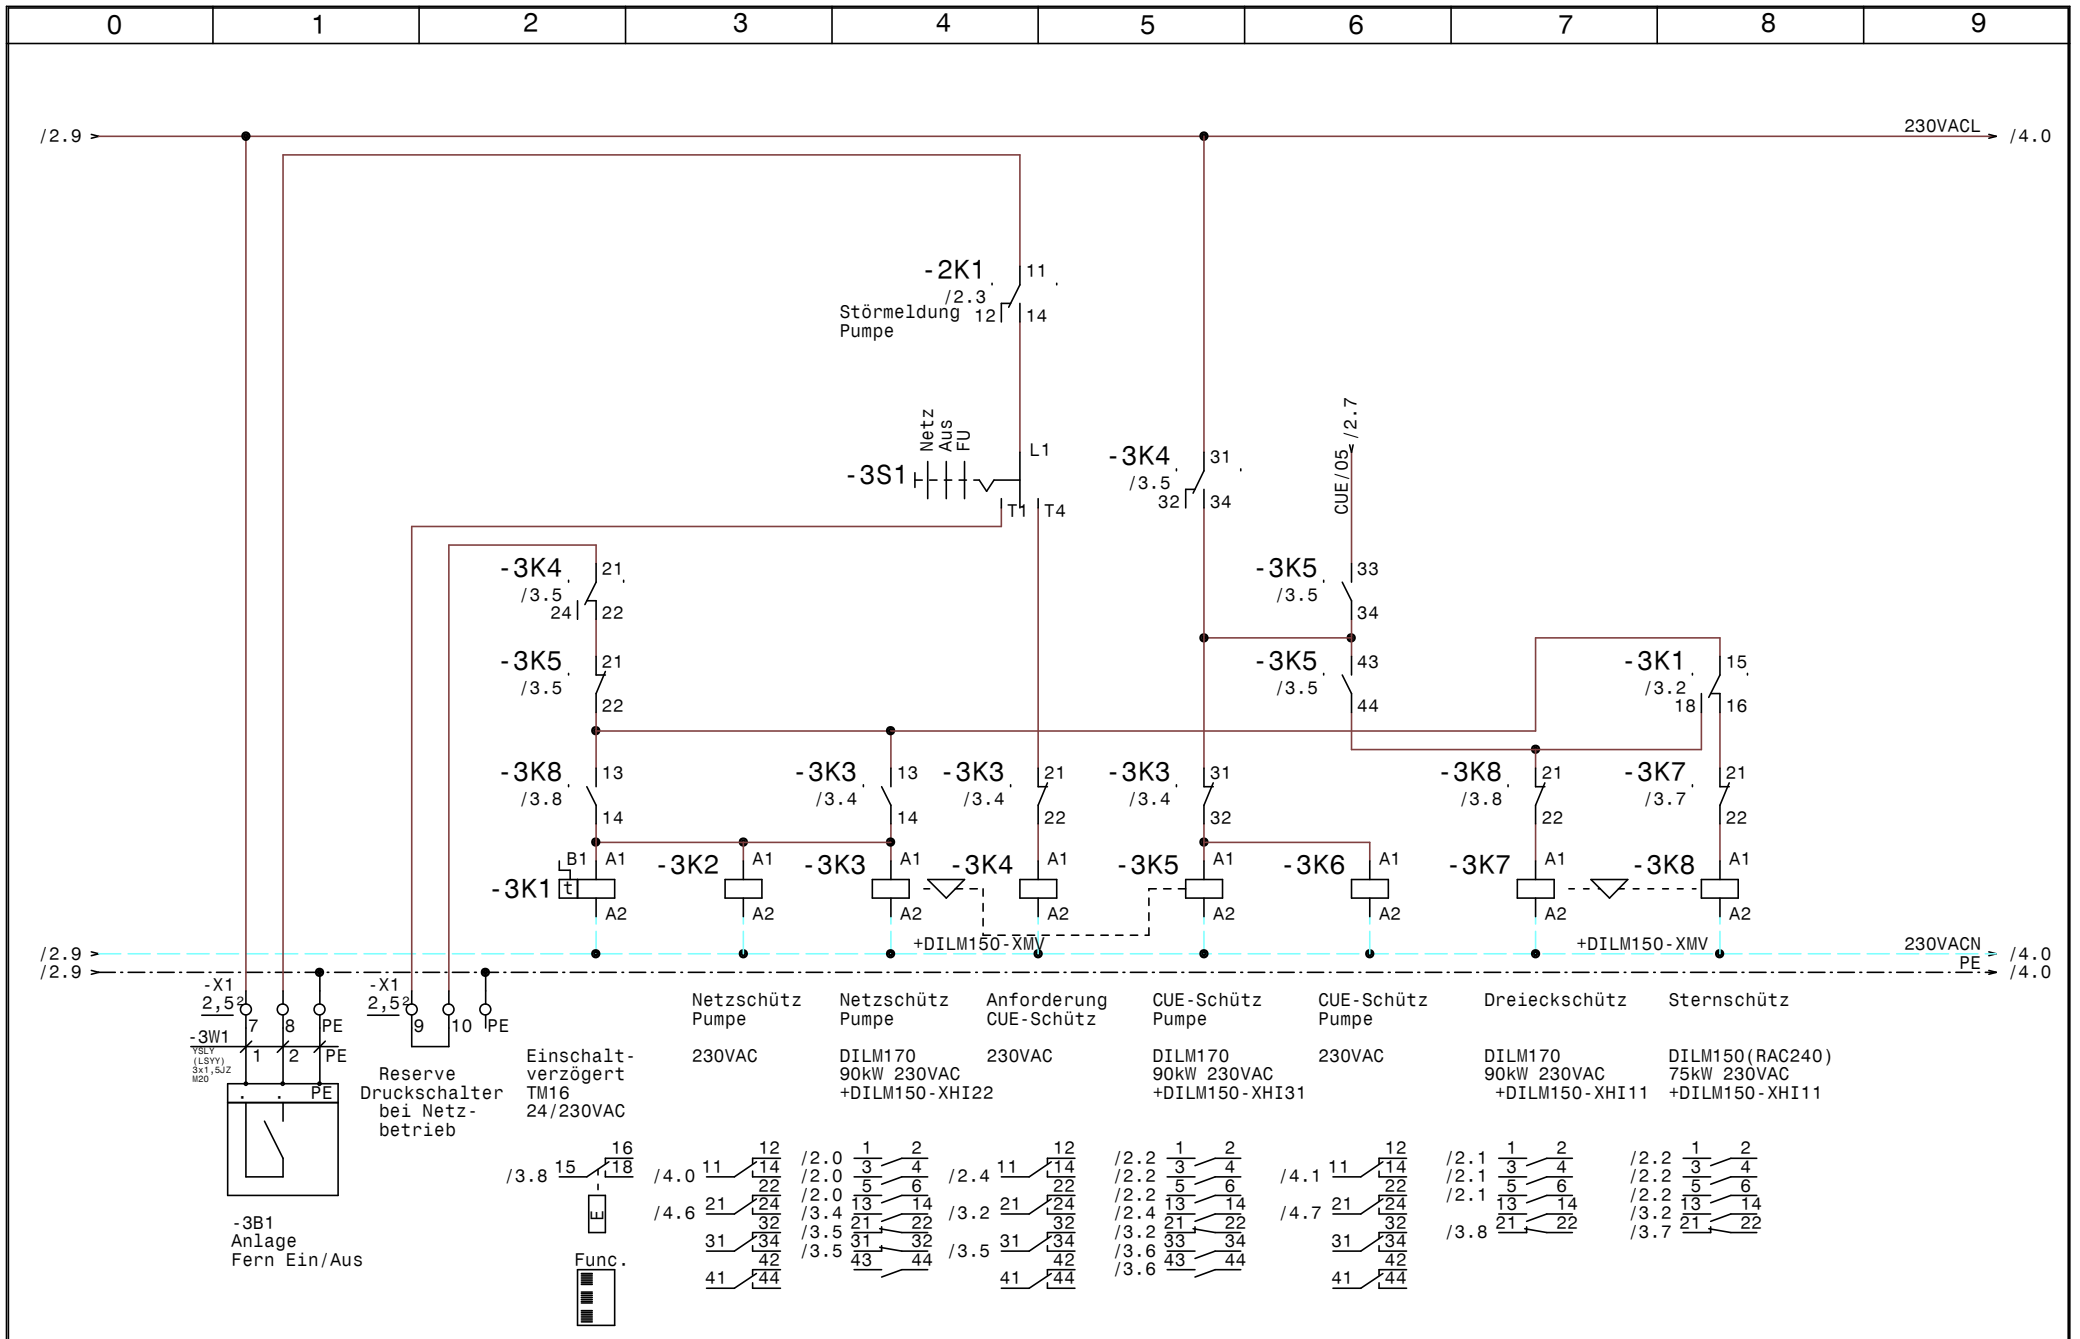 0 1 2 3 4 5 6 7 8 9
/2.9 230VACL /4.0
-2K1 11
/2.3
Störmeldung 12 14
Pumpe
Netz
Aus
FU
-3S1 L1
T1 T4
-3K4 31
/3.5
32 34
CUE/05 /2.7
-3K4 21
/3.5
24 22
-3K5 33
/3.5
34
-3K5 21
/3.5
22
-3K5 43
/3.5
44
-3K1 15
/3.2
18 16
-3K8 13
/3.8
14
-3K3 13
/3.4
14
-3K3 21
/3.4
22
-3K3 31
/3.4
32
-3K8 21
/3.8
22
-3K7 21
/3.7
22
-3K1 t B1 A1
A2
-3K2 A1
A2
-3K3 A1
A2
-3K4 A1
A2
-3K5 A1
A2
-3K6 A1
A2
-3K7 A1
A2
-3K8 A1
A2
+DILM150-XMV +DILM150-XMV
/2.9 230VACN /4.0
/2.9 PE /4.0
-X1
2,5²
7 8 PE
-3W1
YSLY
(LSYY)
3x1,5JZ
M20
1 2 PE
PE
-3B1
Anlage
Fern Ein/Aus
-X1
2,5²
9 10 PE
Reserve
Druckschalter
bei Netz-
betrieb
Einschalt-
verzögert
TM16
24/230VAC
Netzschütz
Pumpe
230VAC
Netzschütz
Pumpe
DILM170
90kW 230VAC
+DILM150-XHI22
Anforderung
CUE-Schütz
230VAC
CUE-Schütz
Pumpe
DILM170
90kW 230VAC
+DILM150-XHI31
CUE-Schütz
Pumpe
230VAC
Dreieckschütz
DILM170
90kW 230VAC
+DILM150-XHI11
Sternschütz
DILM150(RAC240)
75kW 230VAC
+DILM150-XHI11
16
/3.8 15 18
E
Func.
12
/4.0 11 14
22
/4.6 21 24
32
31 34
42
41 44
/2.0 1 2
/2.0 3 4
/2.0 5 6
/3.4 13 14
/3.5 21 22
/3.5 31 32
43 44
12
/2.4 11 14
22
/3.2 21 24
32
/3.5 31 34
42
41 44
/2.2 1 2
/2.2 3 4
/2.2 5 6
/2.4 13 14
/3.2 21 22
/3.6 33 34
/3.6 43 44
12
/4.1 11 14
22
/4.7 21 24
32
31 34
42
41 44
/2.1 1 2
/2.1 3 4
/2.1 5 6
13 14
/3.8 21 22
/2.2 1 2
/2.2 3 4
/2.2 5 6
/3.2 13 14
/3.7 21 22